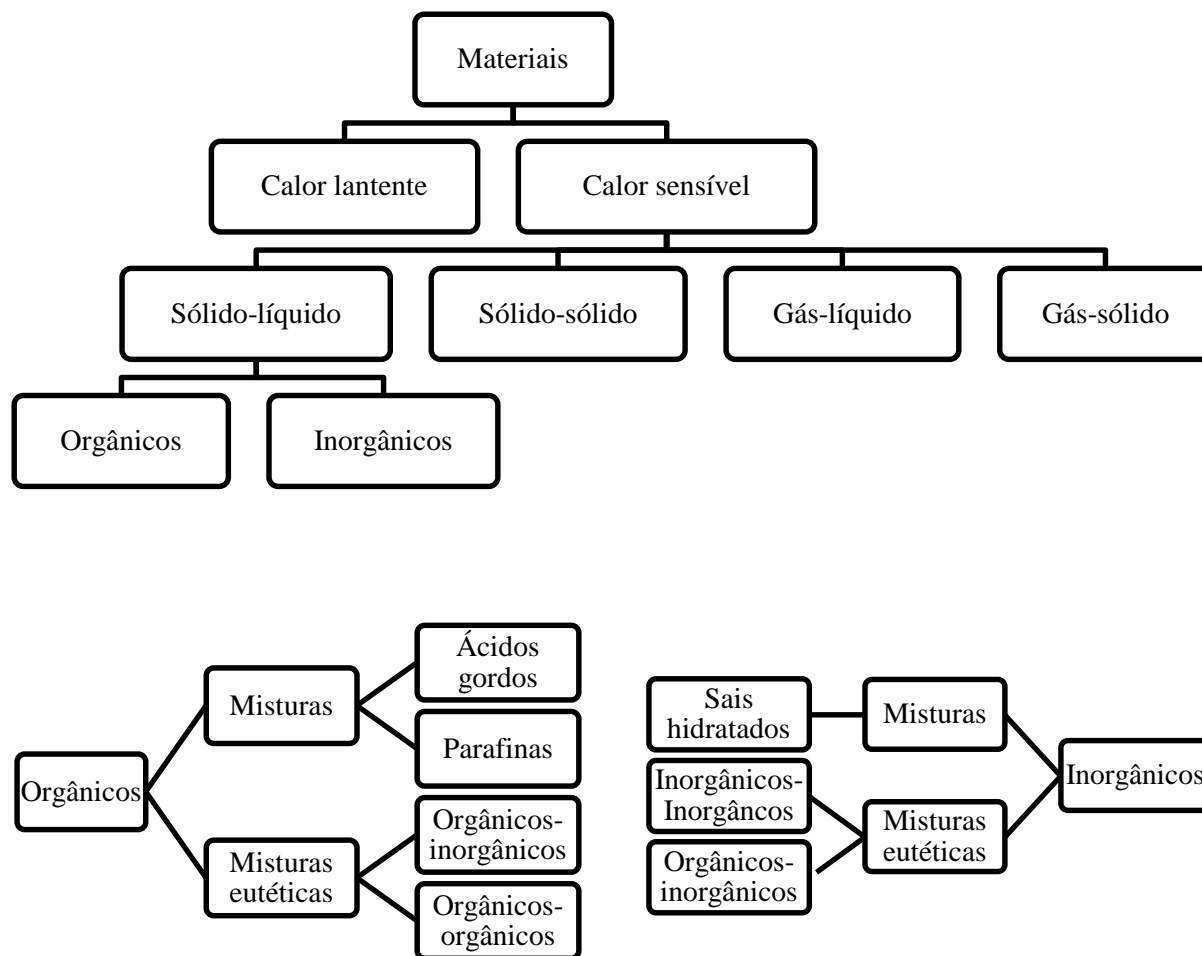 Materiais
Calor lantente
Calor sensível
Sólido-líquido
Sólido-sólido
Gás-líquido
Gás-sólido
Orgânicos
Inorgânicos
Orgânicos
Misturas
Ácidos
gordos
Parafinas
Misturas
eutéticas
Orgânicos-
inorgânicos
Orgânicos-
orgânicos
Sais
hidratados
Misturas
Inorgânicos-
Inorgâncos
Orgânicos-
inorgânicos
Misturas
eutéticas
Inorgânicos